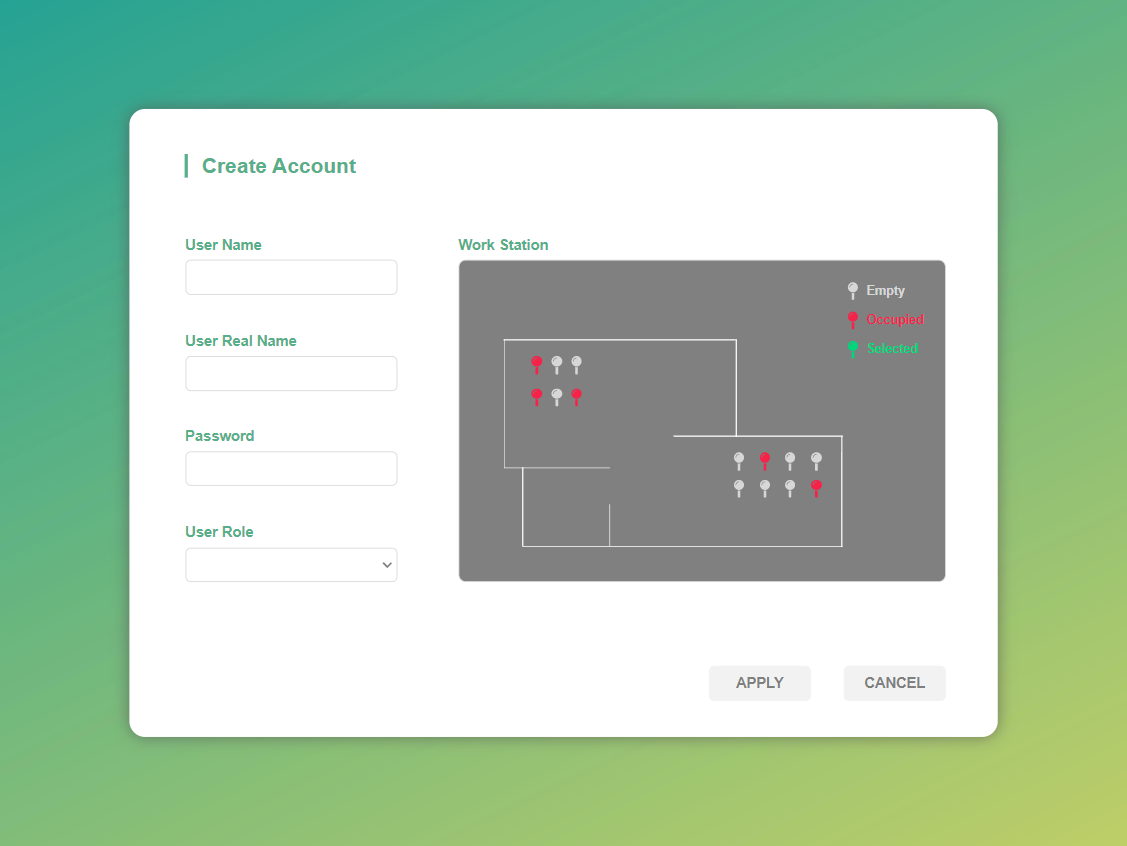 Create Account
User Name
Work Station
Empty
Occupied
Selected
User Real Name
Password
User Role
APPLY
CANCEL